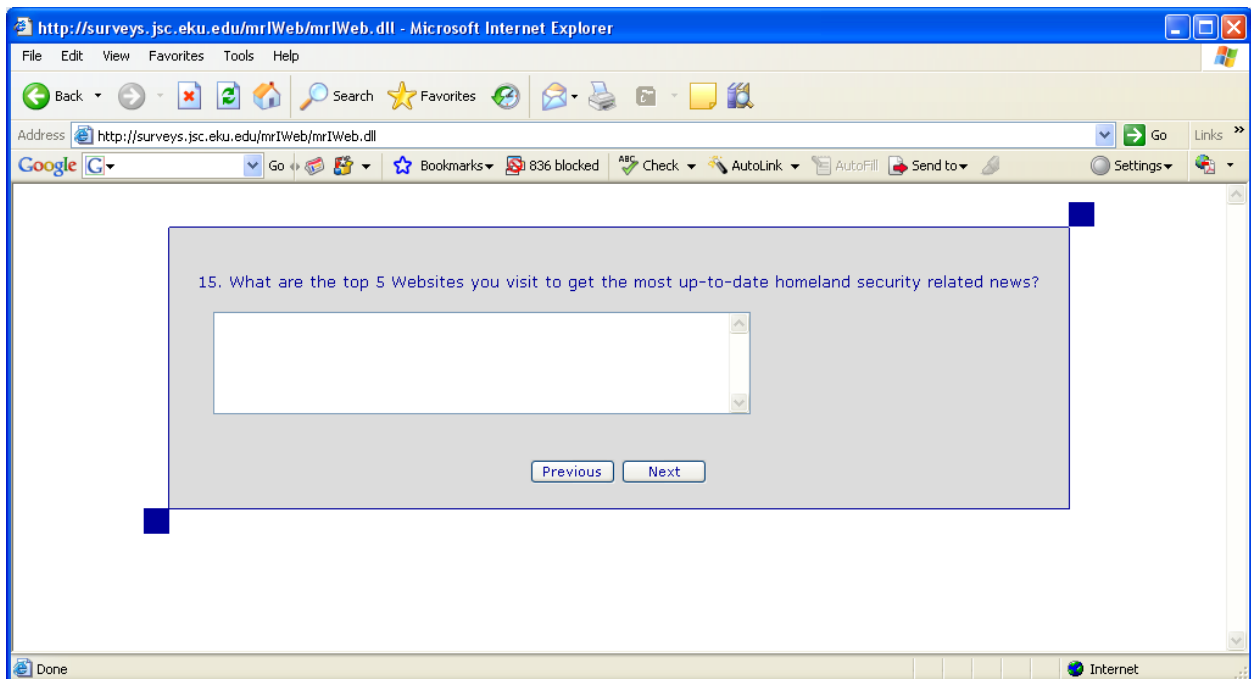 http://surveys.jsc.eku.edu/mrIWeb/mrIWeb.dll - Microsoft Internet Explorer
File Edit View Favorites Tools Help
Back Search Favorites
Address http://surveys.jsc.eku.edu/mrIWeb/mrIWeb.dll Go Links »
Google G Go Bookmarks 836 blocked ABC Check AutoLink AutoFill Send to Settings
15. What are the top 5 Websites you visit to get the most up-to-date homeland security related news?
Previous Next
Done Internet